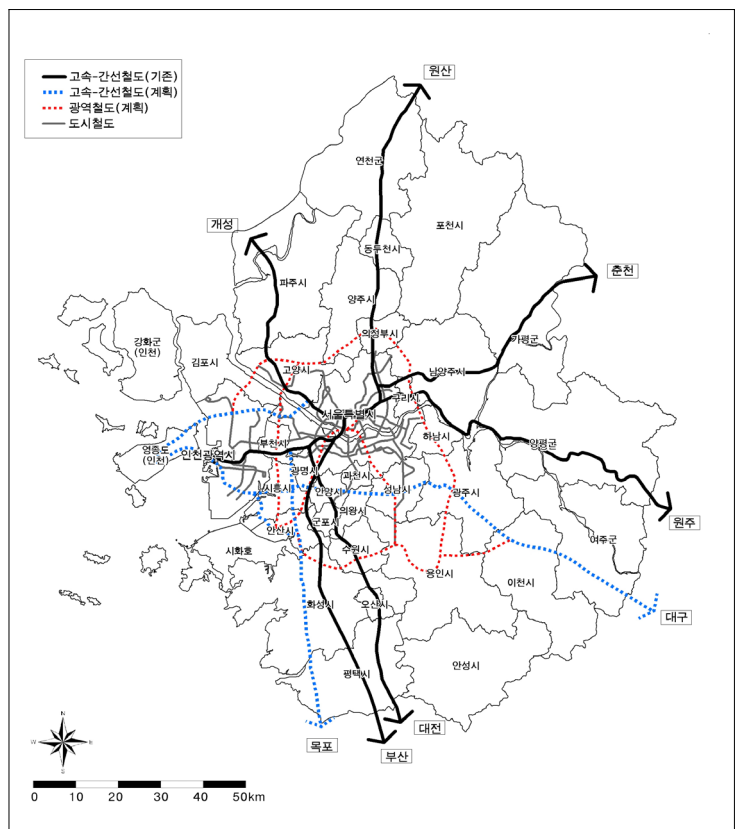 원산
고속-간선철도(기존)
고속-간선철도(계획)
광역철도(계획)
도시철도
연천군
포천시
개성
동두천시
춘천
파주시
양주시
강화군
(인천)
의정부시
가평군
김포시
고양시
남양주시
구리시
서울특별시
하남시
양평군
부천시
영종도
(인천)
인천광역시
광명시
과천시
시흥시
안양시
성남시
광주시
의왕시
군포시
원주
안산시
여주군
시화호
수원시
용인시
이천시
화성시
오산시
대구
안성시
평택시
대전
목포
부산
N
W
E
S
0 10 20 30 40 50km